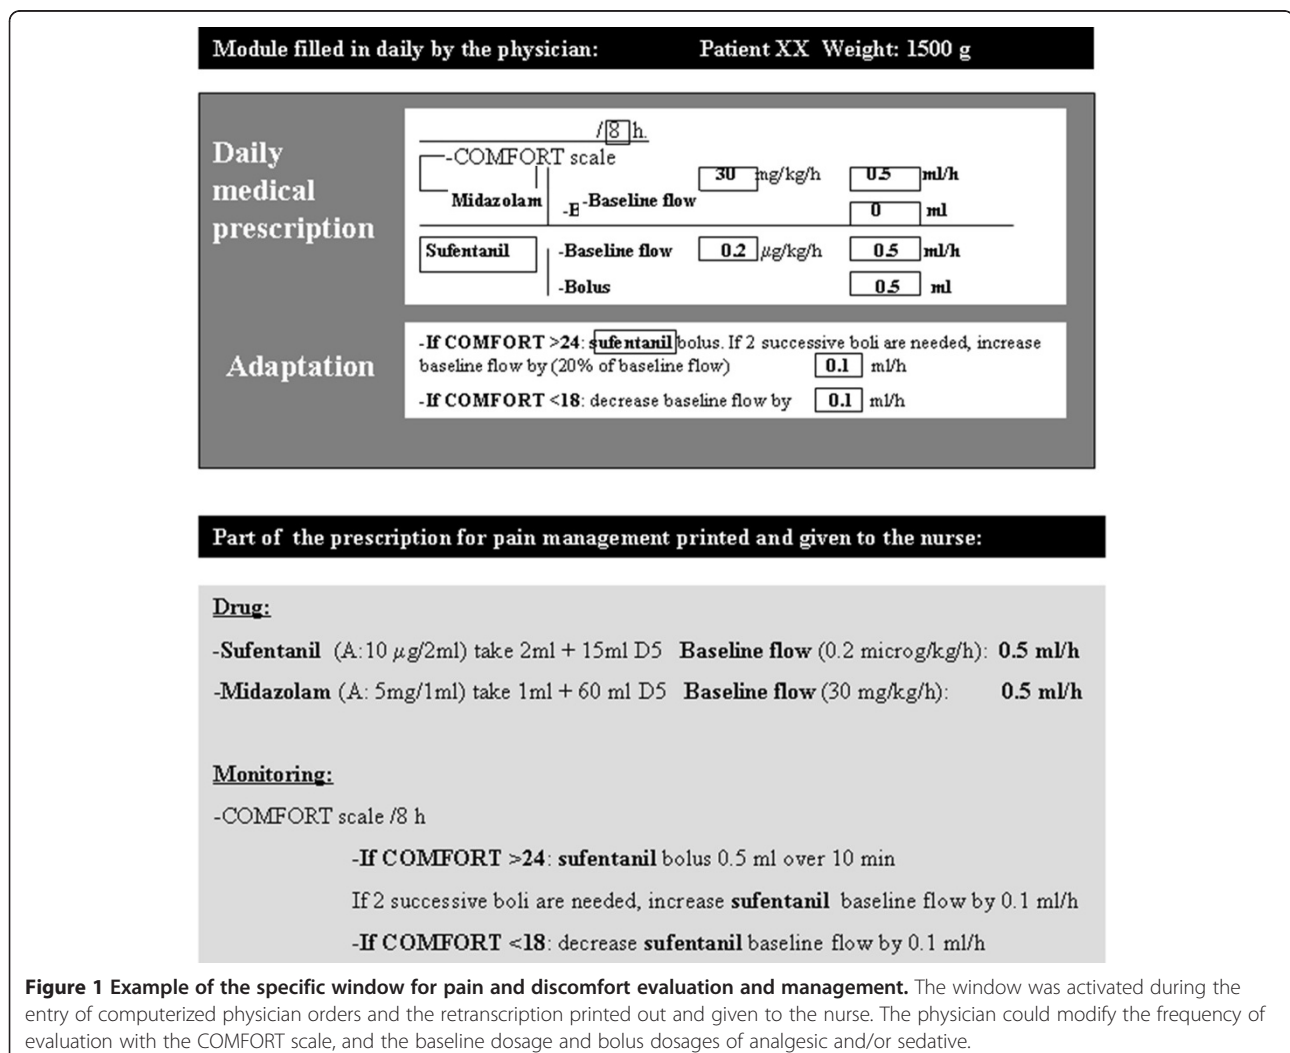 Module filled in daily by the physician: Patient XX Weight: 1500 g
Daily medical prescription
/ 8 h.
-COMFORT scale
30 mg/kg/h 0.5 ml/h
Midazolam -B -Baseline flow
0 ml
Sufentanil -Baseline flow 0.2 µg/kg/h 0.5 ml/h
-Bolus 0.5 ml
Adaptation
-If COMFORT >24: sufentanil bolus. If 2 successive boli are needed, increase
baseline flow by (20% of baseline flow) 0.1 ml/h
-If COMFORT <18: decrease baseline flow by 0.1 ml/h
Part of the prescription for pain management printed and given to the nurse:
Drug:
-Sufentanil (A:10 µg/2ml) take 2ml + 15ml D5 Baseline flow (0.2 microg/kg/h): 0.5 ml/h
-Midazolam (A: 5mg/1ml) take 1ml + 60 ml D5 Baseline flow (30 mg/kg/h): 0.5 ml/h
Monitoring:
-COMFORT scale /8 h
-If COMFORT >24: sufentanil bolus 0.5 ml over 10 min
If 2 successive boli are needed, increase sufentanil baseline flow by 0.1 ml/h
-If COMFORT <18: decrease sufentanil baseline flow by 0.1 ml/h
Figure 1 Example of the specific window for pain and discomfort evaluation and management. The window was activated during the
entry of computerized physician orders and the retranscription printed out and given to the nurse. The physician could modify the frequency of
evaluation with the COMFORT scale, and the baseline dosage and bolus dosages of analgesic and/or sedative.